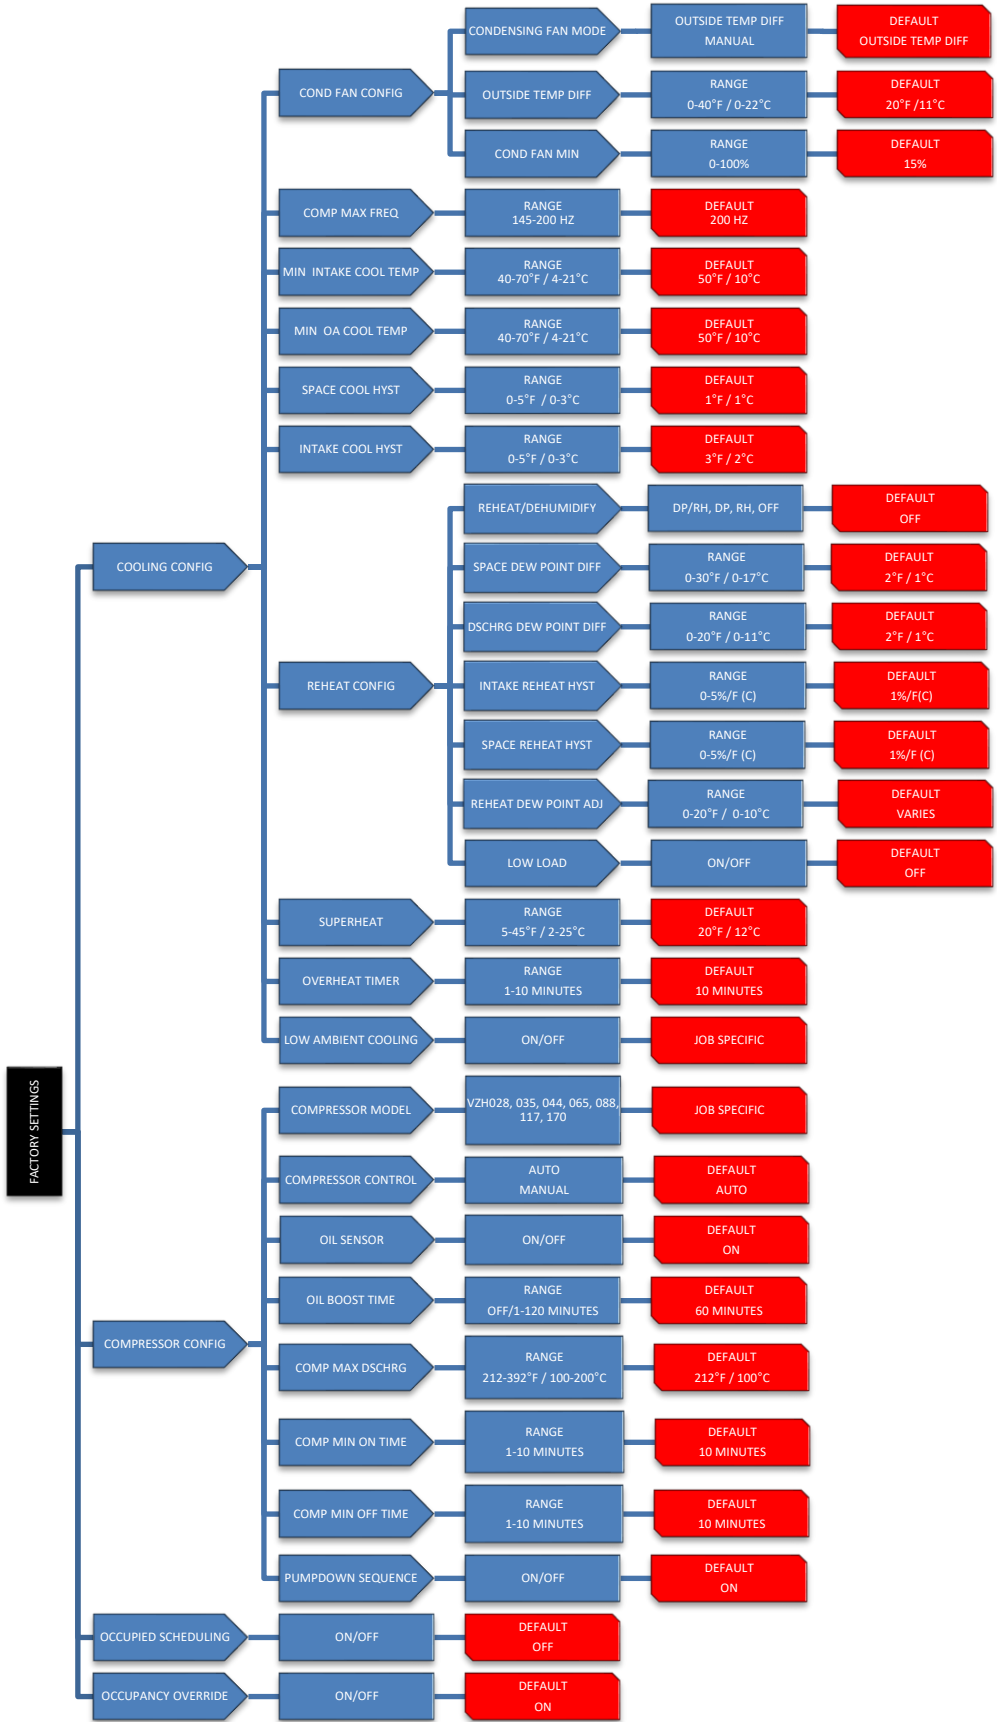 CONDENSING FAN MODE
OUTSIDE TEMP DIFF
MANUAL
DEFAULT
OUTSIDE TEMP DIFF
COND FAN CONFIG
OUTSIDE TEMP DIFF
RANGE
0-40°F / 0-22°C
DEFAULT
20°F /11°C
COND FAN MIN
RANGE
0-100%
DEFAULT
15%
COMP MAX FREQ
RANGE
145-200 HZ
DEFAULT
200 HZ
MIN INTAKE COOL TEMP
RANGE
40-70°F / 4-21°C
DEFAULT
50°F / 10°C
MIN OA COOL TEMP
RANGE
40-70°F / 4-21°C
DEFAULT
50°F / 10°C
SPACE COOL HYST
RANGE
0-5°F / 0-3°C
DEFAULT
1°F / 1°C
INTAKE COOL HYST
RANGE
0-5°F / 0-3°C
DEFAULT
3°F / 2°C
REHEAT/DEHUMIDIFY
DP/RH, DP, RH, OFF
DEFAULT
OFF
COOLING CONFIG
SPACE DEW POINT DIFF
RANGE
0-30°F / 0-17°C
DEFAULT
2°F / 1°C
DSCHRG DEW POINT DIFF
RANGE
0-20°F / 0-11°C
DEFAULT
2°F / 1°C
REHEAT CONFIG
INTAKE REHEAT HYST
RANGE
0-5%/F (C)
DEFAULT
1%/F(C)
SPACE REHEAT HYST
RANGE
0-5%/F (C)
DEFAULT
1%/F (C)
REHEAT DEW POINT ADJ
RANGE
0-20°F / 0-10°C
DEFAULT
VARIES
LOW LOAD
ON/OFF
DEFAULT
OFF
SUPERHEAT
RANGE
5-45°F / 2-25°C
DEFAULT
20°F / 12°C
OVERHEAT TIMER
RANGE
1-10 MINUTES
DEFAULT
10 MINUTES
LOW AMBIENT COOLING
ON/OFF
JOB SPECIFIC
FACTORY SETTINGS
COMPRESSOR MODEL
VZH028, 035, 044, 065, 088,
117, 170
JOB SPECIFIC
COMPRESSOR CONTROL
AUTO
MANUAL
DEFAULT
AUTO
OIL SENSOR
ON/OFF
DEFAULT
ON
OIL BOOST TIME
RANGE
OFF/1-120 MINUTES
DEFAULT
60 MINUTES
COMPRESSOR CONFIG
COMP MAX DSCHRG
RANGE
212-392°F / 100-200°C
DEFAULT
212°F / 100°C
COMP MIN ON TIME
RANGE
1-10 MINUTES
DEFAULT
10 MINUTES
COMP MIN OFF TIME
RANGE
1-10 MINUTES
DEFAULT
10 MINUTES
PUMPDOWN SEQUENCE
ON/OFF
DEFAULT
ON
OCCUPIED SCHEDULING
ON/OFF
DEFAULT
OFF
OCCUPANCY OVERRIDE
ON/OFF
DEFAULT
ON